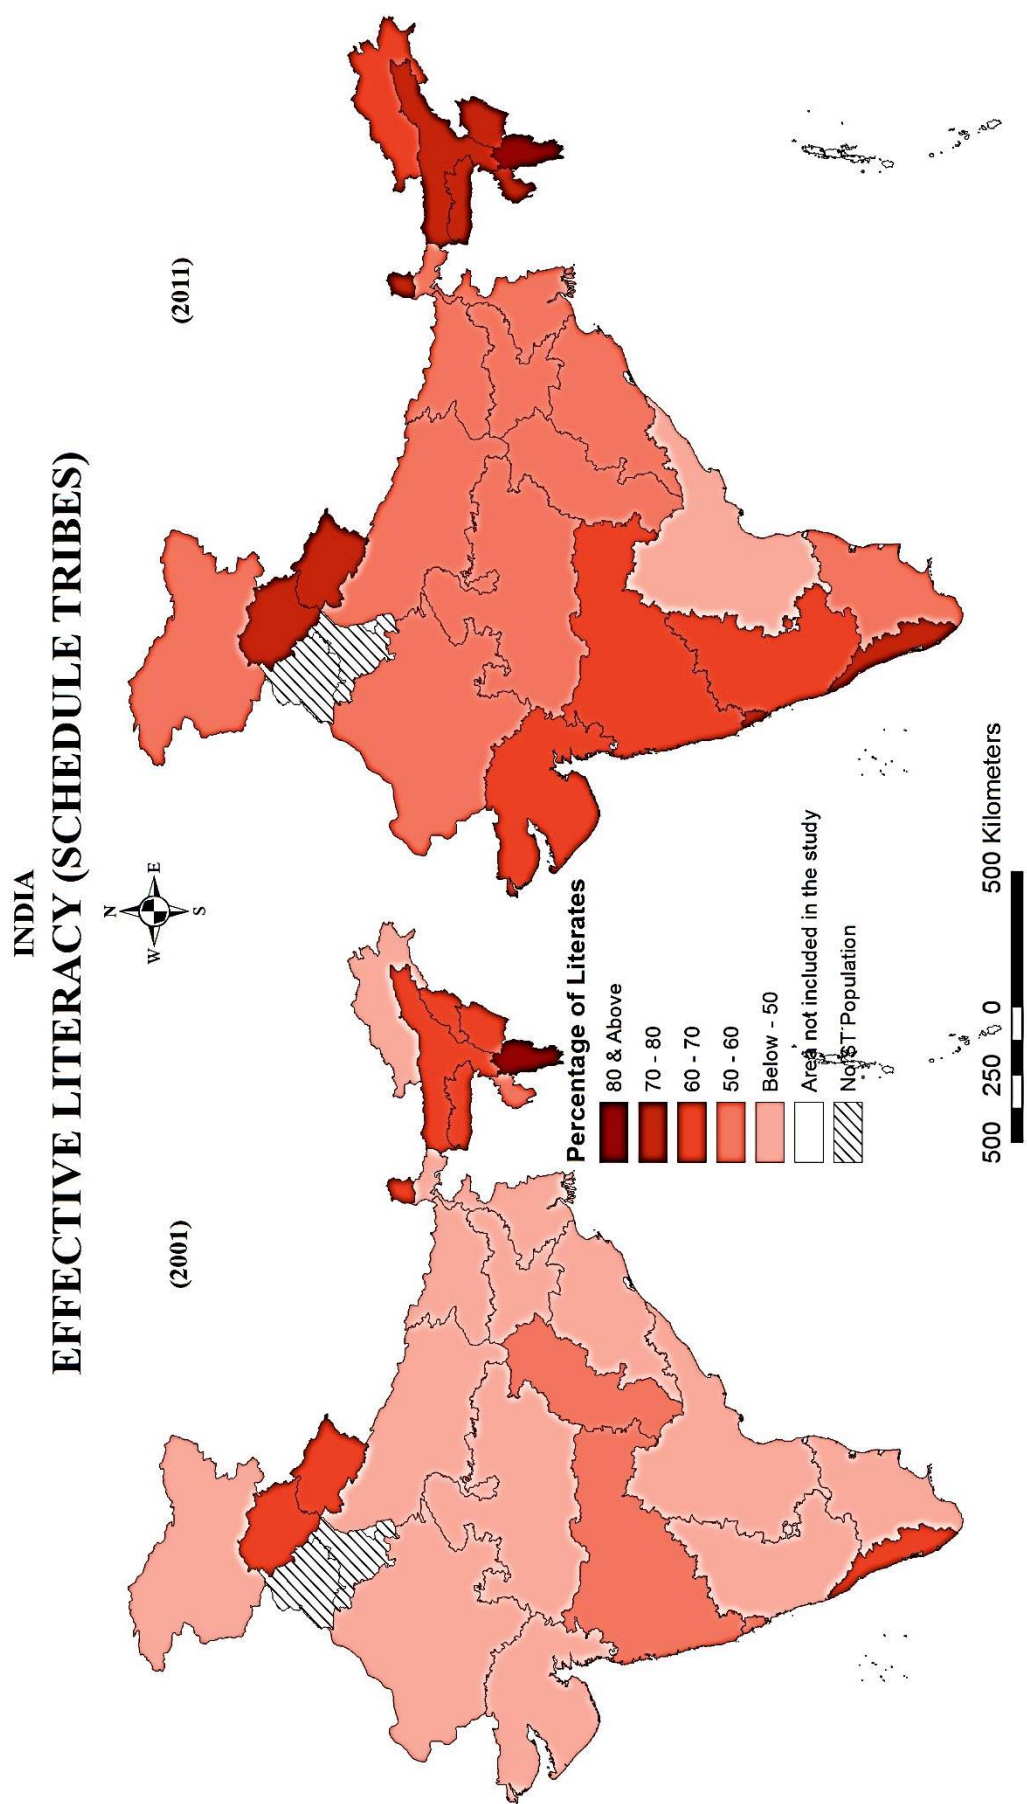 INDIA
EFFECTIVE LITERACY (SCHEDULE TRIBES)
N
W E
S
(2001)
(2011)
Percentage of Literates
80 & Above
70 - 80
60 - 70
50 - 60
Below - 50
Area not included in the study
No ST Population
500 250 0 500 Kilometers